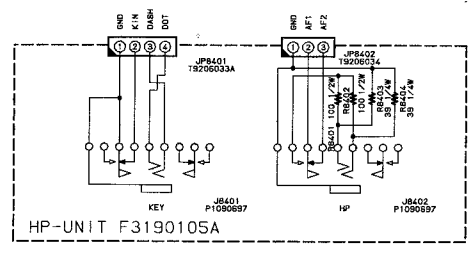 GND KIN DASH DOT
1 2 3 4
JP8401
T9206033A
GND AF1 AF2
1 2 3
JP8402
T9206034
R8401 100 1/2W
R8402 100 1/2W
R8403 39 1/4W
R8404 39 1/4W
KEY
J8401
P1090697
HP
J8402
P1090697
HP-UNIT F3190105A